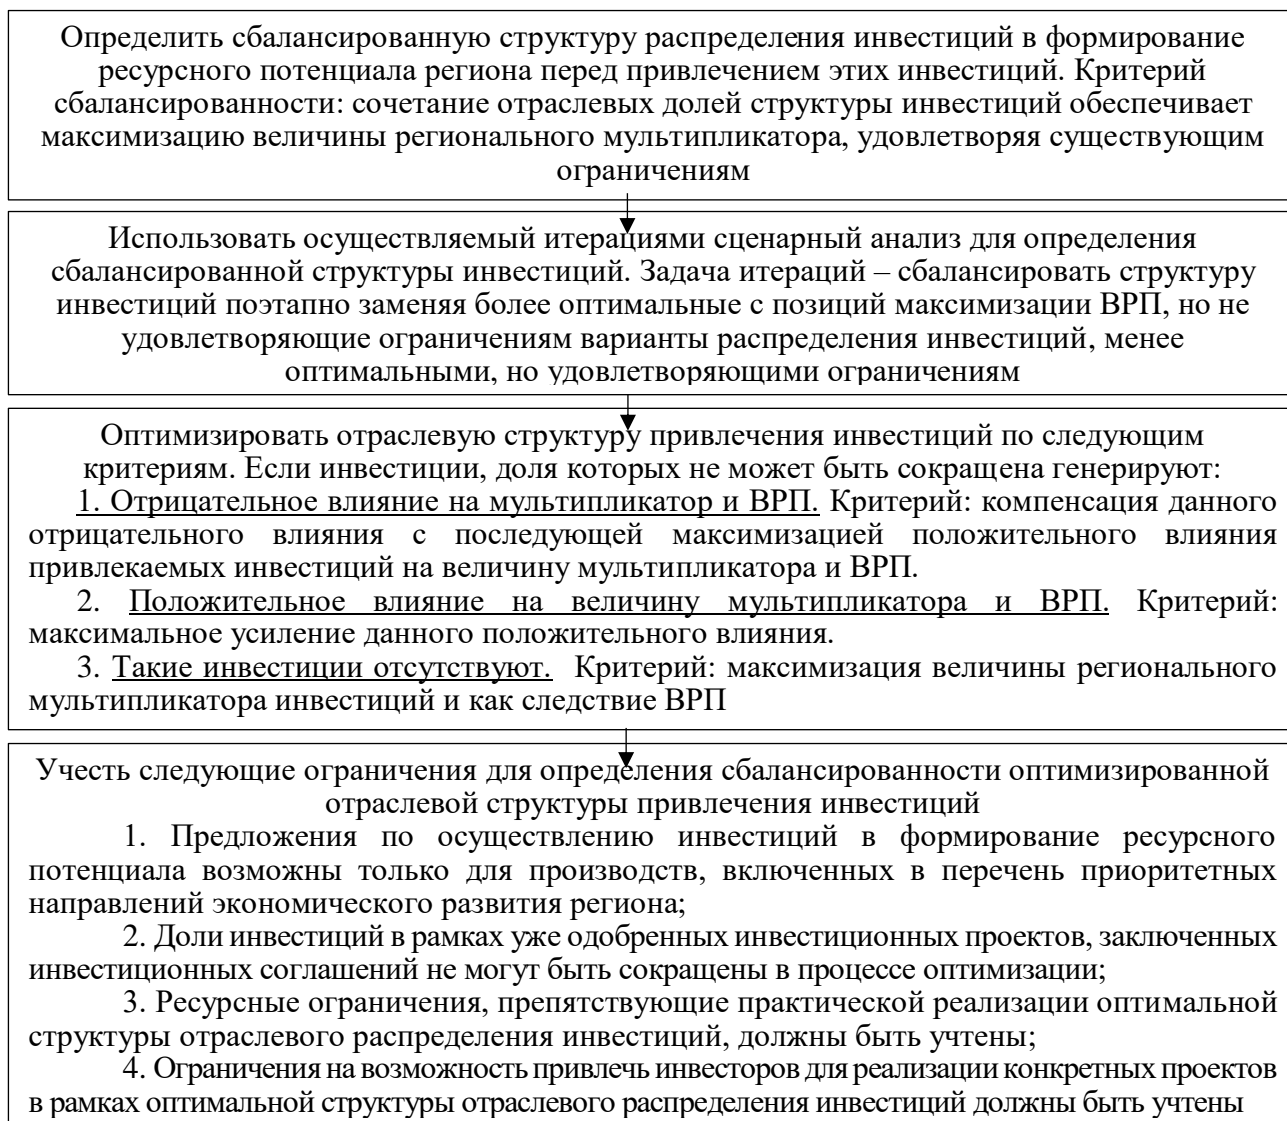 Определить сбалансированную структуру распределения инвестиций в формирование
ресурсного потенциала региона перед привлечением этих инвестиций. Критерий
сбалансированности: сочетание отраслевых долей структуры инвестиций обеспечивает
максимизацию величины регионального мультипликатора, удовлетворяя существующим
ограничениям
Использовать осуществляемый итерациями сценарный анализ для определения
сбалансированной структуры инвестиций. Задача итераций – сбалансировать структуру
инвестиций поэтапно заменяя более оптимальные с позиций максимизации ВРП, но не
удовлетворяющие ограничениям варианты распределения инвестиций, менее
оптимальными, но удовлетворяющими ограничениям
Оптимизировать отраслевую структуру привлечения инвестиций по следующим
критериям. Если инвестиции, доля которых не может быть сокращена генерируют:
1. Отрицательное влияние на мультипликатор и ВРП. Критерий: компенсация данного
отрицательного влияния с последующей максимизацией положительного влияния
привлекаемых инвестиций на величину мультипликатора и ВРП.
2. Положительное влияние на величину мультипликатора и ВРП. Критерий:
максимальное усиление данного положительного влияния.
3. Такие инвестиции отсутствуют. Критерий: максимизация величины регионального
мультипликатора инвестиций и как следствие ВРП
Учесть следующие ограничения для определения сбалансированности оптимизированной
отраслевой структуры привлечения инвестиций
1. Предложения по осуществлению инвестиций в формирование ресурсного
потенциала возможны только для производств, включенных в перечень приоритетных
направлений экономического развития региона;
2. Доли инвестиций в рамках уже одобренных инвестиционных проектов, заключенных
инвестиционных соглашений не могут быть сокращены в процессе оптимизации;
3. Ресурсные ограничения, препятствующие практической реализации оптимальной
структуры отраслевого распределения инвестиций, должны быть учтены;
4. Ограничения на возможность привлечь инвесторов для реализации конкретных проектов
в рамках оптимальной структуры отраслевого распределения инвестиций должны быть учтены